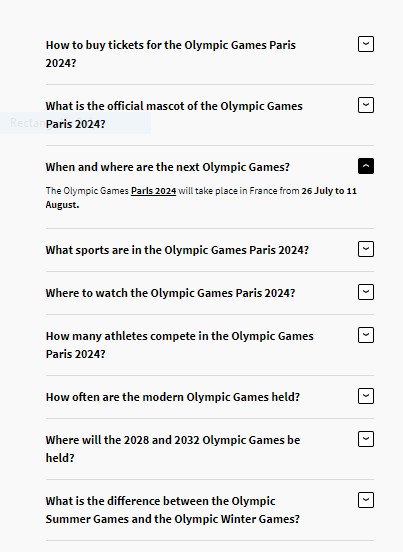 How to buy tickets for the Olympic Games Paris
2024?
What is the official mascot of the Olympic Games
Paris 2024?
When and where are the next Olympic Games?
The Olympic Games Paris 2024 will take place in France from 26 July to 11
August.
What sports are in the Olympic Games Paris 2024?
Where to watch the Olympic Games Paris 2024?
How many athletes compete in the Olympic Games
Paris 2024?
How often are the modern Olympic Games held?
Where will the 2028 and 2032 Olympic Games be
held?
What is the difference between the Olympic
Summer Games and the Olympic Winter Games?